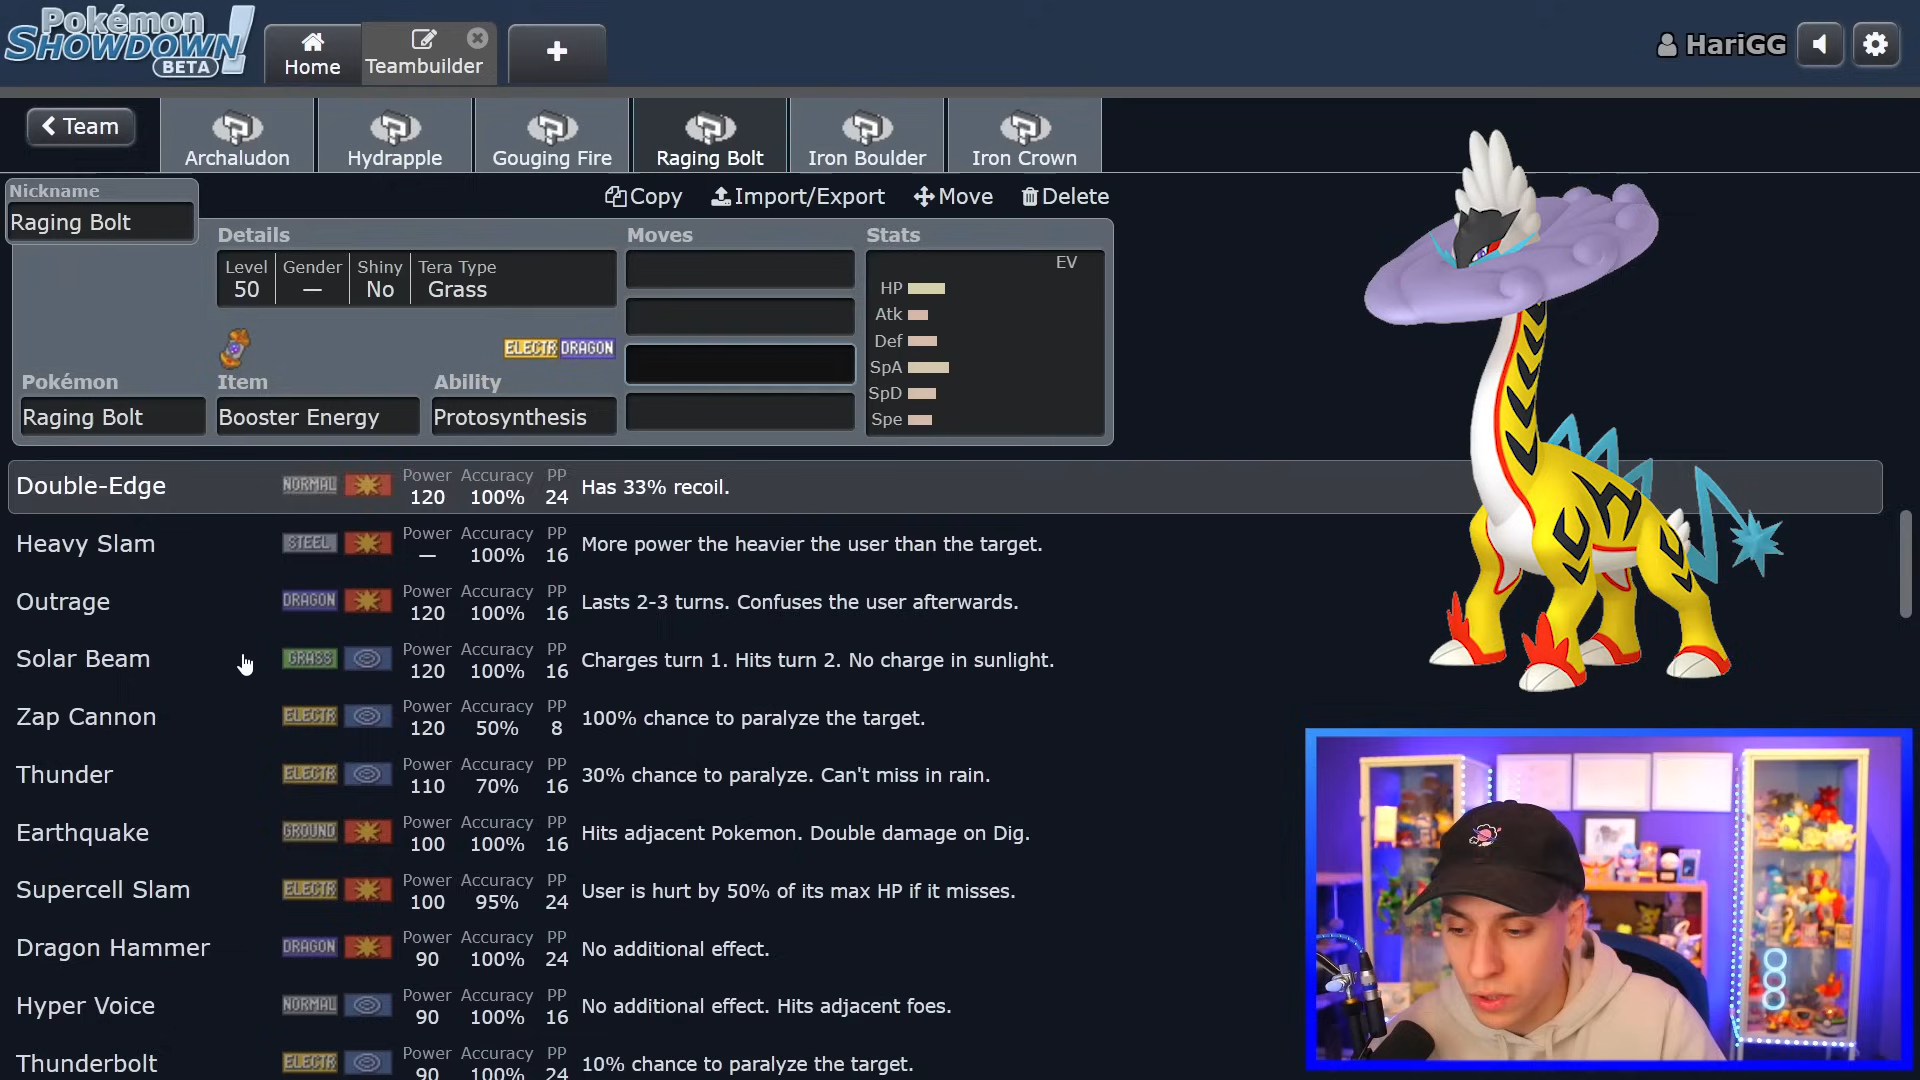 Pokémon
SHOWDOWN!
BETA
Home
Teambuilder
HariGG
Team
Archaludon
Hydrapple
Gouging Fire
Raging Bolt
Iron Boulder
Iron Crown
Nickname
Raging Bolt
Copy
Import/Export
Move
Delete
Details
Moves
Stats
Level
50
Gender
—
Shiny
No
Tera Type
Grass
EV
HP
Atk
Def
SpA
SpD
Spe
ELECTR DRAGON
Pokémon
Raging Bolt
Item
Booster Energy
Ability
Protosynthesis
Double-Edge NORMAL Power 120 Accuracy 100% PP 24 Has 33% recoil.
Heavy Slam STEEL Power — Accuracy 100% PP 16 More power the heavier the user than the target.
Outrage DRAGON Power 120 Accuracy 100% PP 16 Lasts 2-3 turns. Confuses the user afterwards.
Solar Beam GRASS Power 120 Accuracy 100% PP 16 Charges turn 1. Hits turn 2. No charge in sunlight.
Zap Cannon ELECTR Power 120 Accuracy 50% PP 8 100% chance to paralyze the target.
Thunder ELECTR Power 110 Accuracy 70% PP 16 30% chance to paralyze. Can't miss in rain.
Earthquake GROUND Power 100 Accuracy 100% PP 16 Hits adjacent Pokemon. Double damage on Dig.
Supercell Slam ELECTR Power 100 Accuracy 95% PP 24 User is hurt by 50% of its max HP if it misses.
Dragon Hammer DRAGON Power 90 Accuracy 100% PP 24 No additional effect.
Hyper Voice NORMAL Power 90 Accuracy 100% PP 16 No additional effect. Hits adjacent foes.
Thunderbolt ELECTR Power 90 Accuracy 100% PP 24 10% chance to paralyze the target.